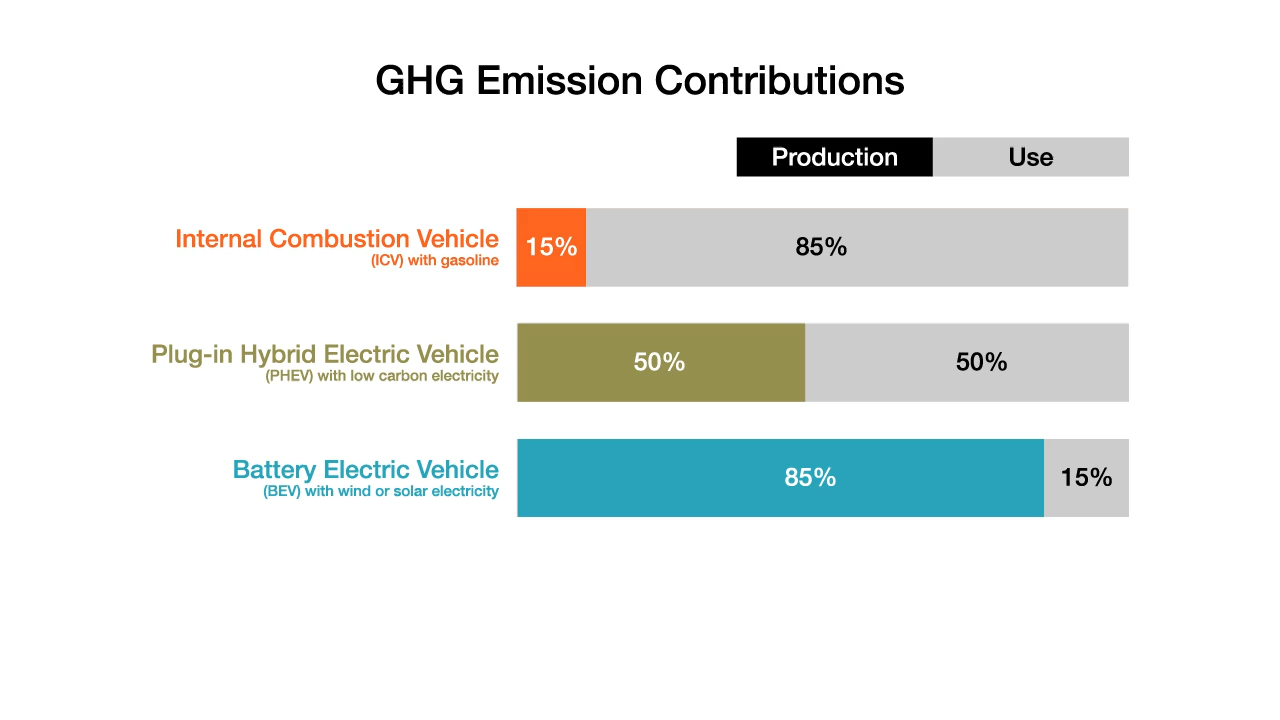 GHG Emission Contributions
Production Use
Internal Combustion Vehicle
(ICV) with gasoline
15% 85%
Plug-in Hybrid Electric Vehicle
(PHEV) with low carbon electricity
50% 50%
Battery Electric Vehicle
(BEV) with wind or solar electricity
85% 15%